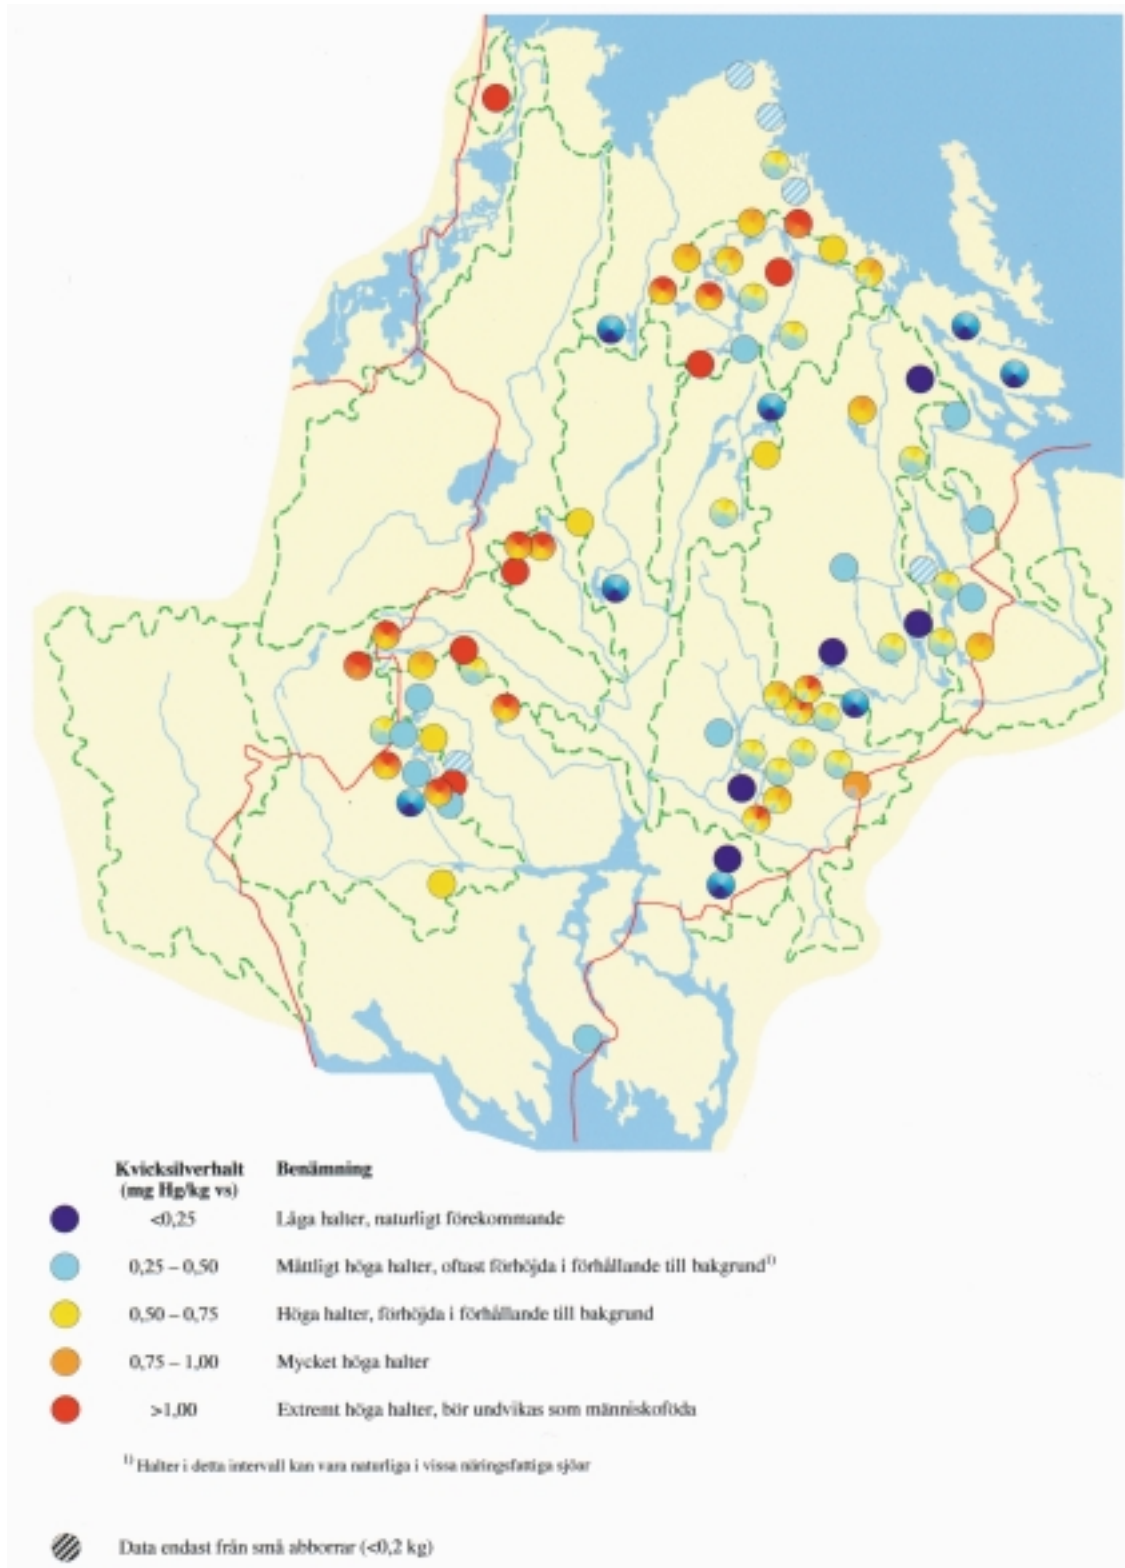 Kvicksilverhalt Benämning
(mg Hg/kg vs)
<0,25 Låga halter, naturligt förekommande
0,25 – 0,50 Måttligt höga halter, oftast förhöjda i förhållande till bakgrund1)
0,50 – 0,75 Höga halter, förhöjda i förhållande till bakgrund
0,75 – 1,00 Mycket höga halter
>1,00 Extremt höga halter, bör undvikas som människoföda
1) Halter i detta intervall kan vara naturliga i vissa näringsfattiga sjöar
Data endast från små abborrar (<0,2 kg)